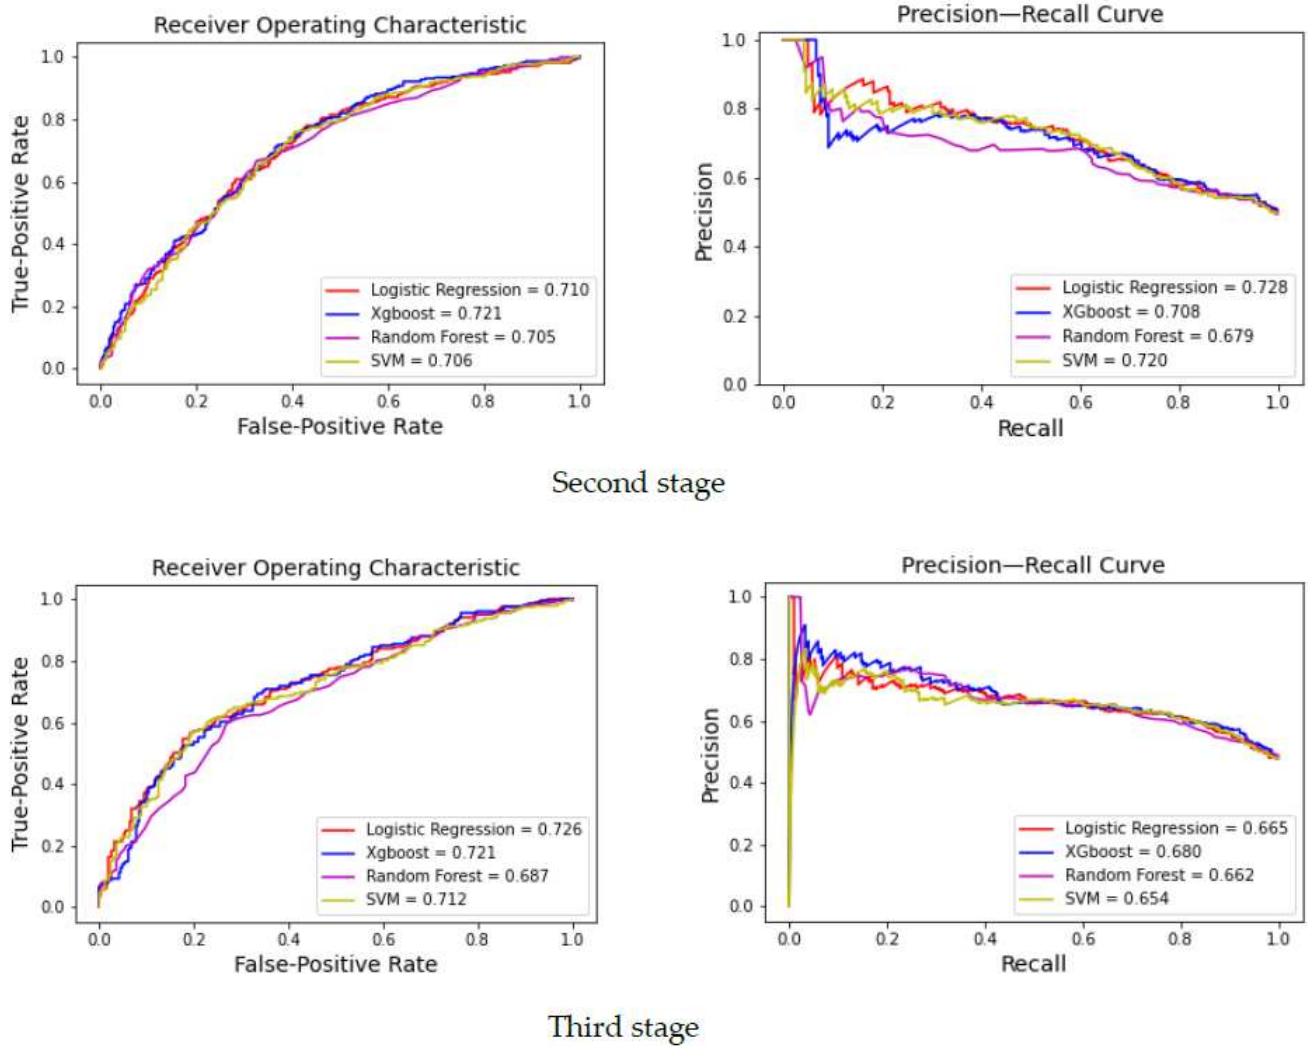 Receiver Operating Characteristic
True-Positive Rate
1.0
0.8
0.6
0.4
0.2
0.0
Logistic Regression = 0.710
Xgboost = 0.721
Random Forest = 0.705
SVM = 0.706
0.0 0.2 0.4 0.6 0.8 1.0
False-Positive Rate
Precision—Recall Curve
Precision
1.0
0.8
0.6
0.4
0.2
0.0
Logistic Regression = 0.728
XGboost = 0.708
Random Forest = 0.679
SVM = 0.720
0.0 0.2 0.4 0.6 0.8 1.0
Recall
Second stage
Receiver Operating Characteristic
True-Positive Rate
1.0
0.8
0.6
0.4
0.2
0.0
Logistic Regression = 0.726
Xgboost = 0.721
Random Forest = 0.687
SVM = 0.712
0.0 0.2 0.4 0.6 0.8 1.0
False-Positive Rate
Precision—Recall Curve
Precision
1.0
0.8
0.6
0.4
0.2
0.0
Logistic Regression = 0.665
XGboost = 0.680
Random Forest = 0.662
SVM = 0.654
0.0 0.2 0.4 0.6 0.8 1.0
Recall
Third stage